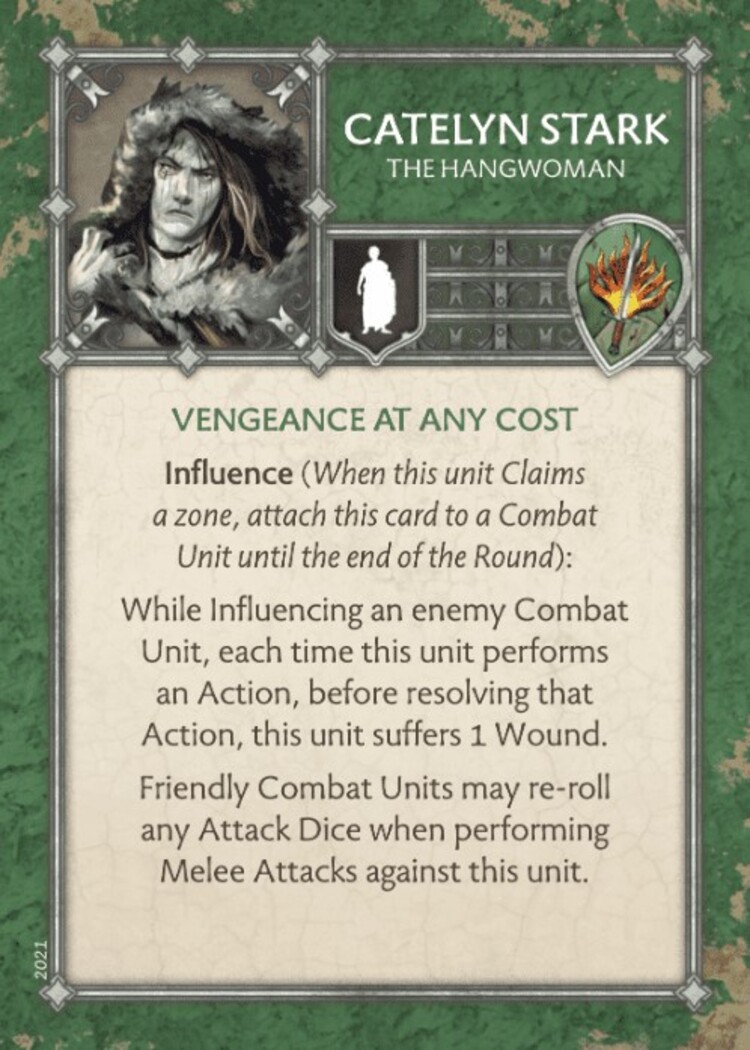 CATELYN STARK
THE HANGWOMAN
VENGEANCE AT ANY COST
Influence (When this unit Claims
a zone, attach this card to a Combat
Unit until the end of the Round):
While Influencing an enemy Combat
Unit, each time this unit performs
an Action, before resolving that
Action, this unit suffers 1 Wound.
Friendly Combat Units may re-roll
any Attack Dice when performing
Melee Attacks against this unit.
2021